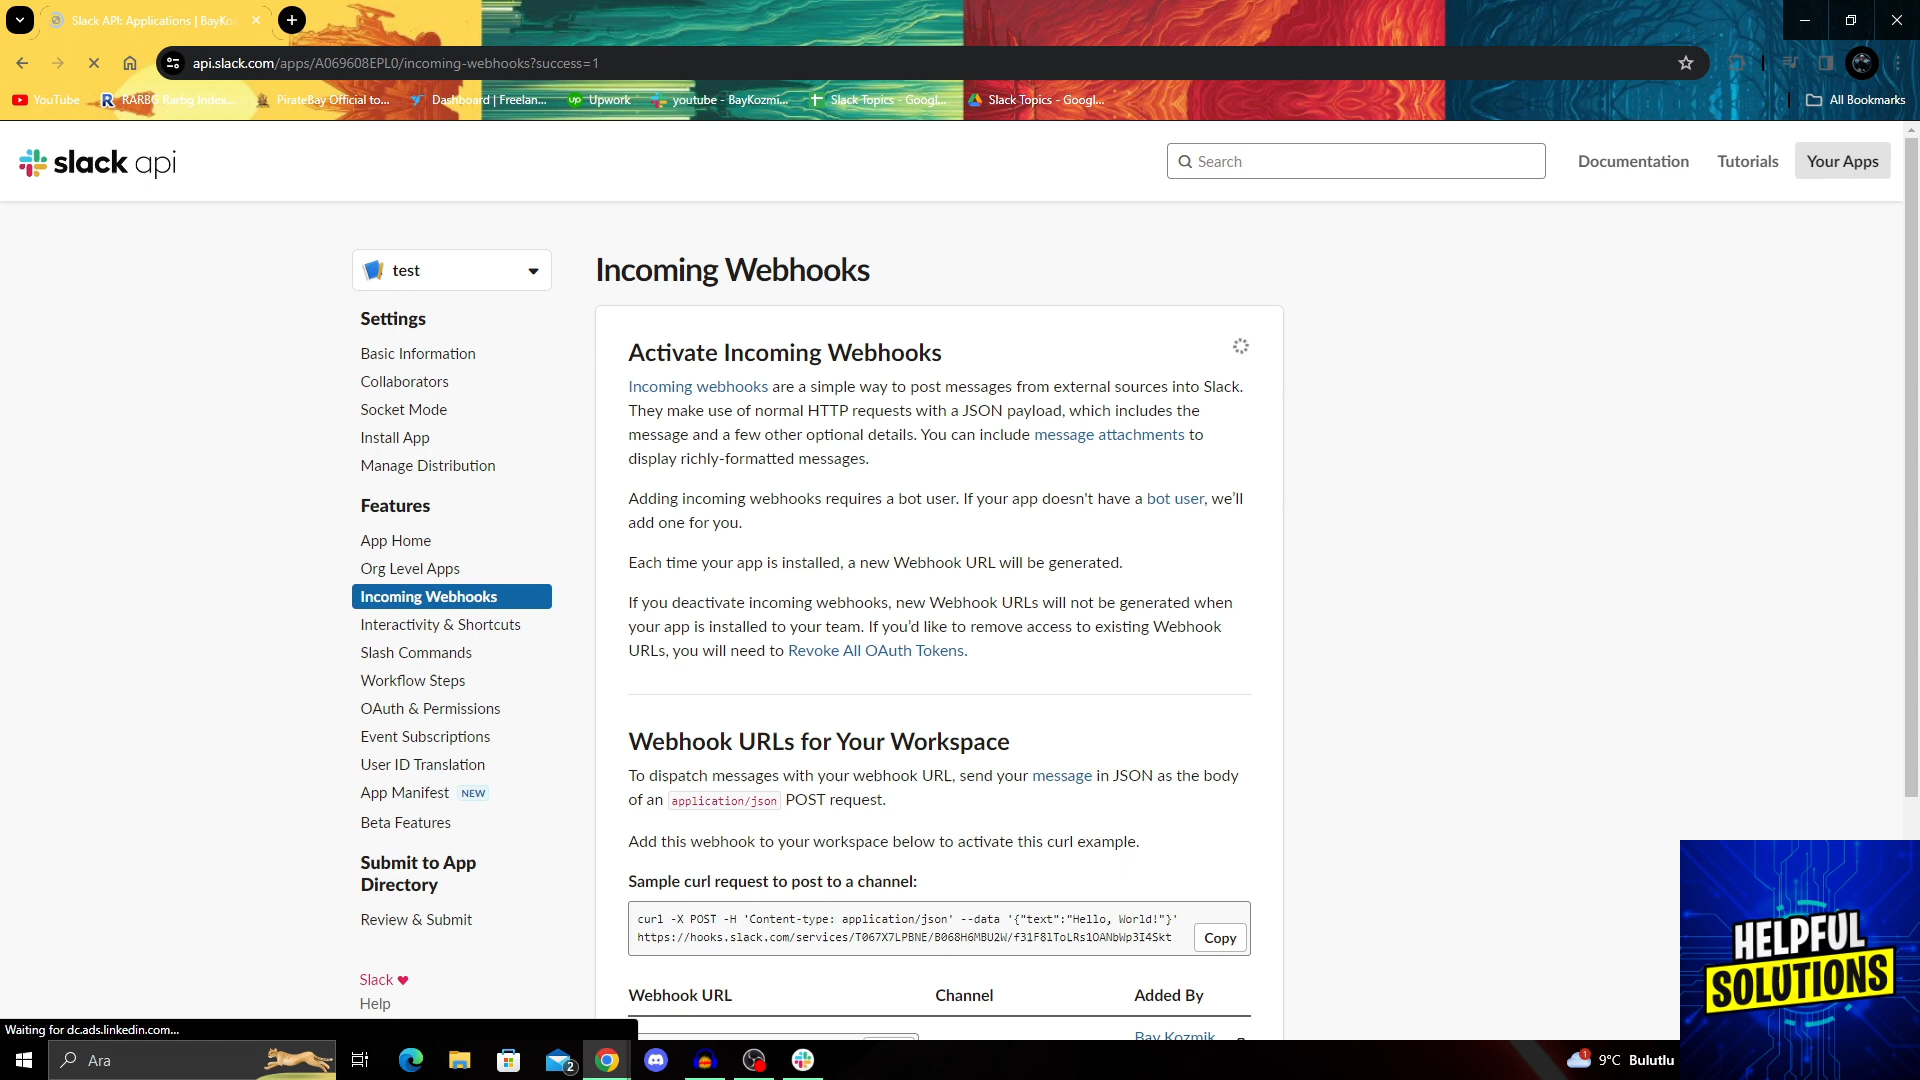 Slack API: Applications | BayKo
api.slack.com/apps/A069608EPL0/incoming-webhooks?success=1
YouTube
RARBG Rarbg Index...
PirateBay Official to...
Dashboard | Freelan...
Upwork
youtube - BayKozmi...
Slack Topics - Googl...
Slack Topics - Googl...
All Bookmarks
slack api
Search
Documentation
Tutorials
Your Apps
test
Settings
Basic Information
Collaborators
Socket Mode
Install App
Manage Distribution
Features
App Home
Org Level Apps
Incoming Webhooks
Interactivity & Shortcuts
Slash Commands
Workflow Steps
OAuth & Permissions
Event Subscriptions
User ID Translation
App Manifest NEW
Beta Features
Submit to App
Directory
Review & Submit
Slack
Help
Incoming Webhooks
Activate Incoming Webhooks
Incoming webhooks are a simple way to post messages from external sources into Slack.
They make use of normal HTTP requests with a JSON payload, which includes the
message and a few other optional details. You can include message attachments to
display richly-formatted messages.
Adding incoming webhooks requires a bot user. If your app doesn't have a bot user, we'll
add one for you.
Each time your app is installed, a new Webhook URL will be generated.
If you deactivate incoming webhooks, new Webhook URLs will not be generated when
your app is installed to your team. If you'd like to remove access to existing Webhook
URLs, you will need to Revoke All OAuth Tokens.
Webhook URLs for Your Workspace
To dispatch messages with your webhook URL, send your message in JSON as the body
of an application/json POST request.
Add this webhook to your workspace below to activate this curl example.
Sample curl request to post to a channel:
curl -X POST -H 'Content-type: application/json' --data '{"text":"Hello, World!"}'
https://hooks.slack.com/services/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
Copy
Webhook URL
Channel
Added By
Bay Kozmik
Waiting for dc.ads.linkedin.com...
Ara
2
1
9°C Bulutlu
HELPFUL
SOLUTIONS